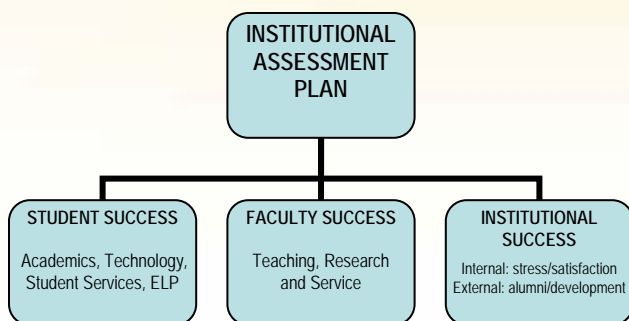 INSTITUTIONAL
ASSESSMENT
PLAN
STUDENT SUCCESS
Academics, Technology,
Student Services, ELP
FACULTY SUCCESS
Teaching, Research
and Service
INSTITUTIONAL
SUCCESS
Internal: stress/satisfaction
External: alumni/development